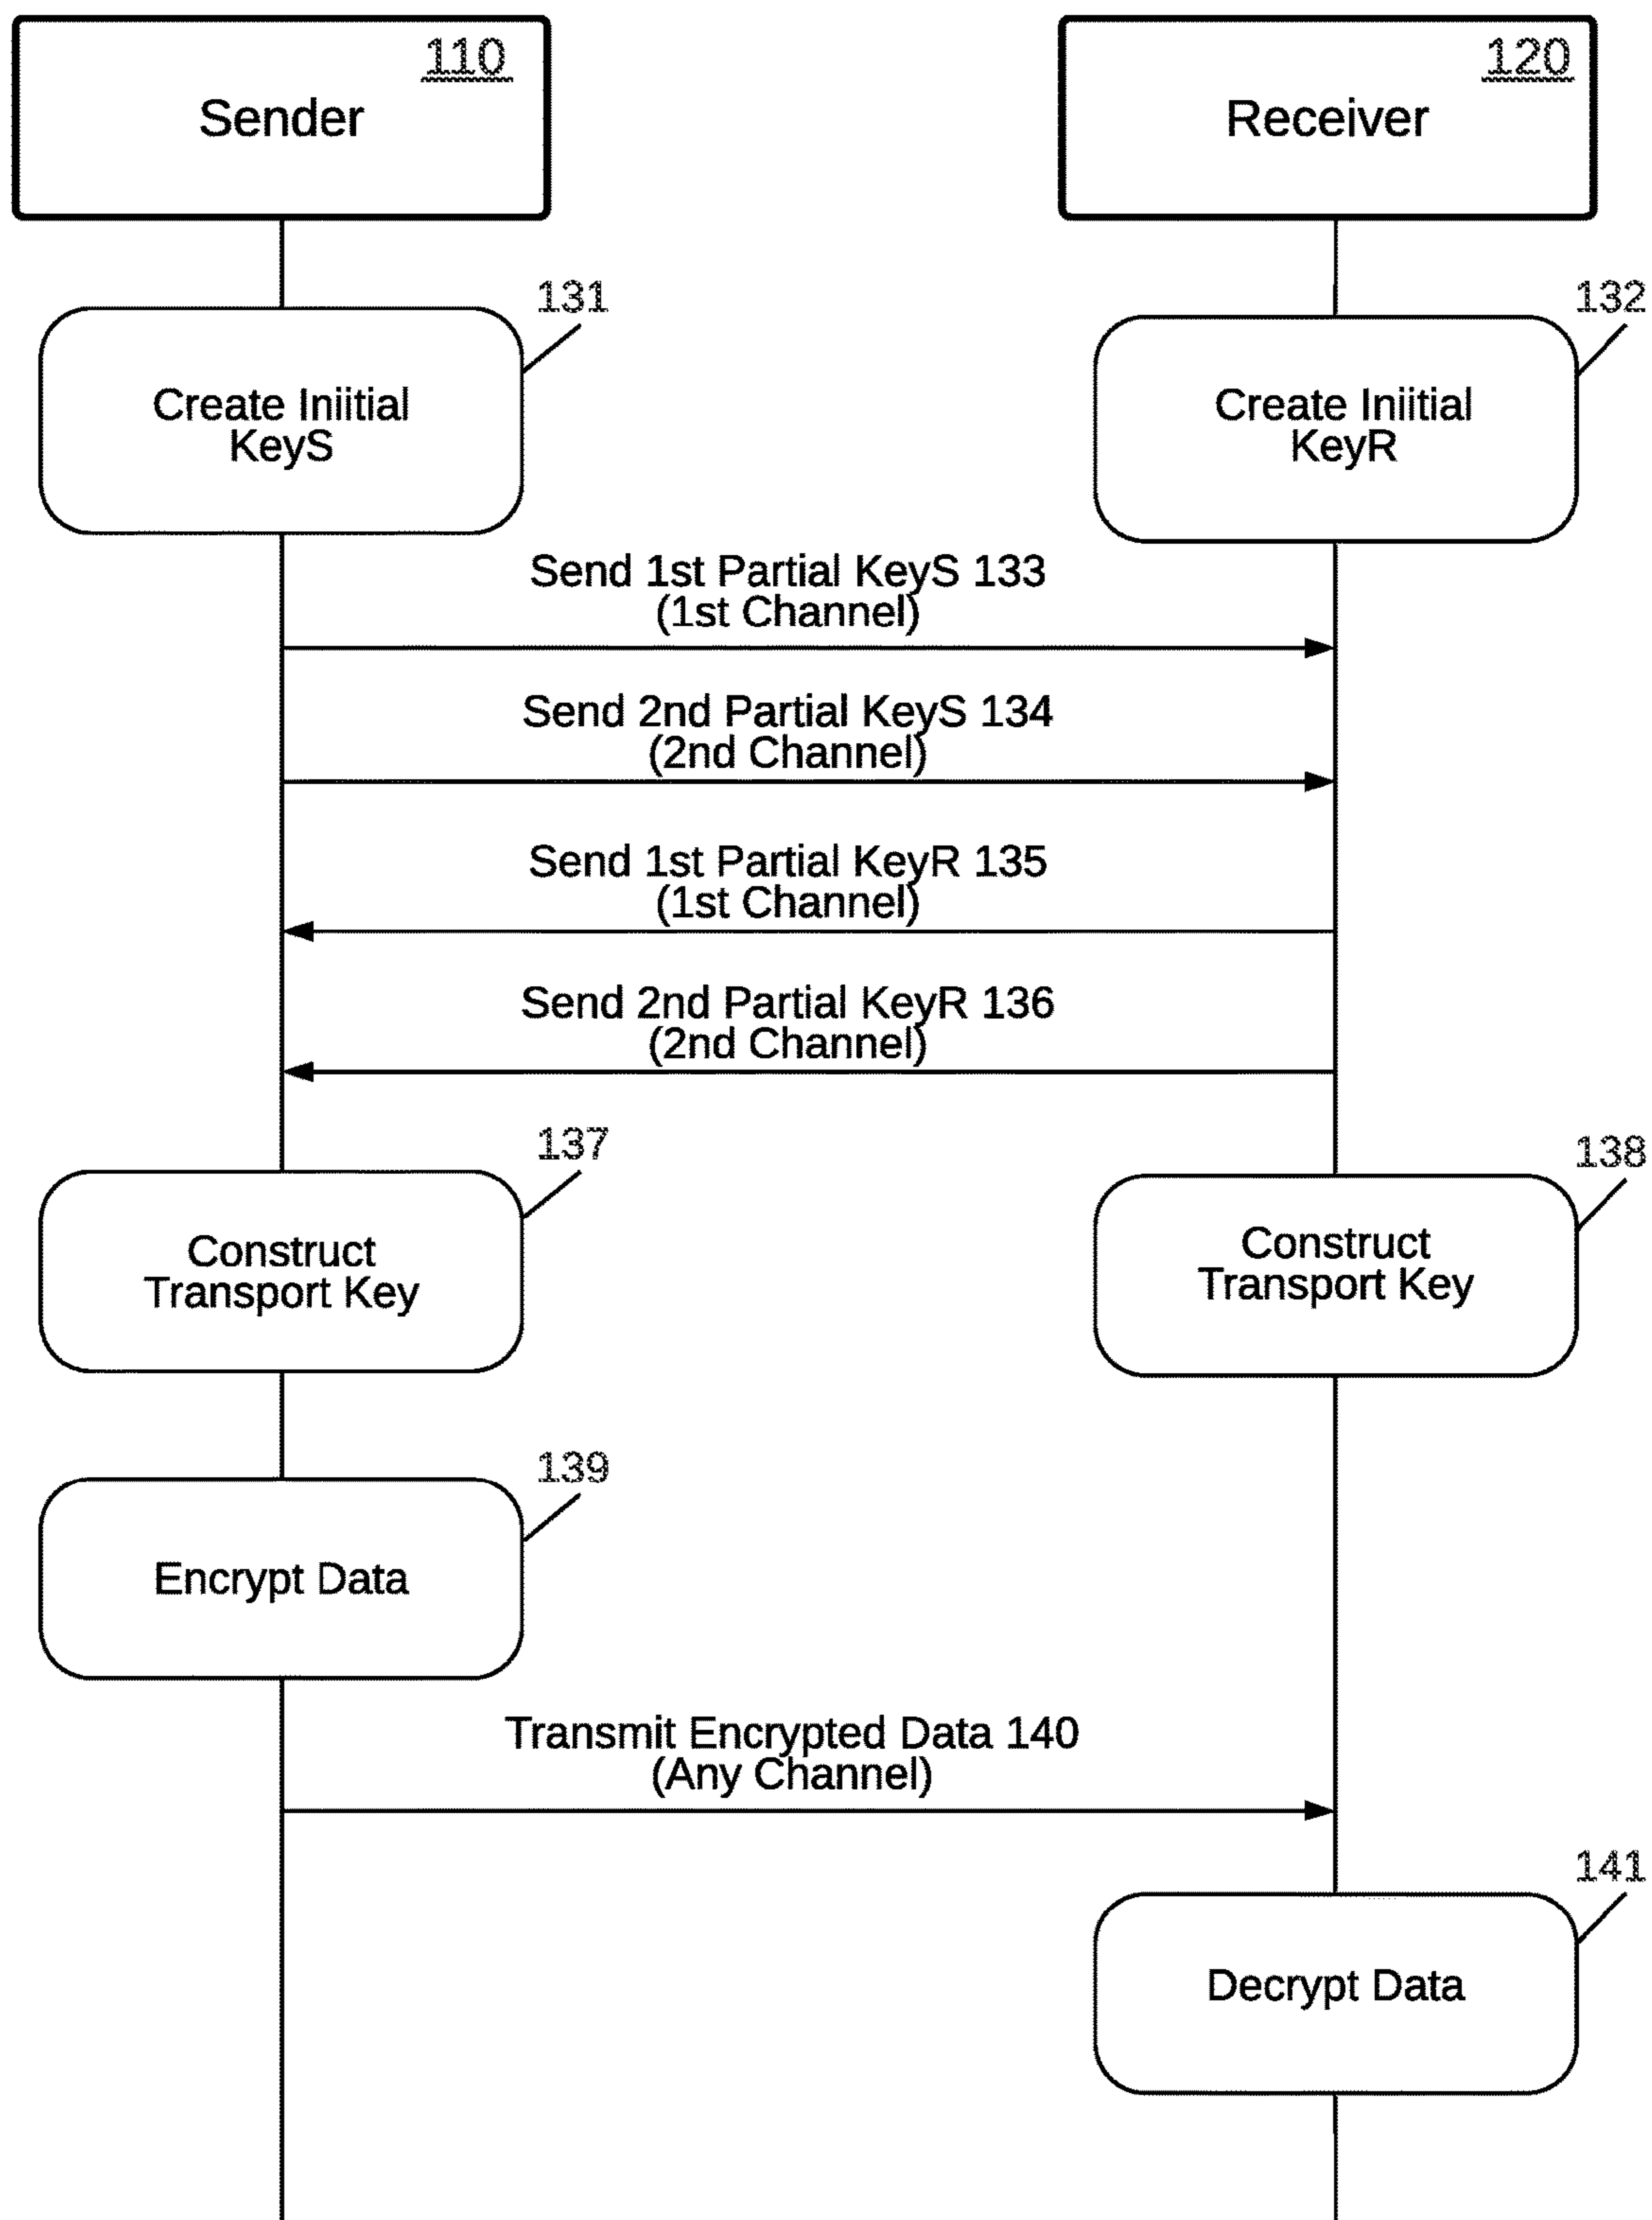 110
Sender
120
Receiver
131
Create Iniitial
KeyS
132
Create Iniitial
KeyR
Send 1st Partial KeyS 133
(1st Channel)
Send 2nd Partial KeyS 134
(2nd Channel)
Send 1st Partial KeyR 135
(1st Channel)
Send 2nd Partial KeyR 136
(2nd Channel)
137
Construct
Transport Key
138
Construct
Transport Key
139
Encrypt Data
Transmit Encrypted Data 140
(Any Channel)
141
Decrypt Data